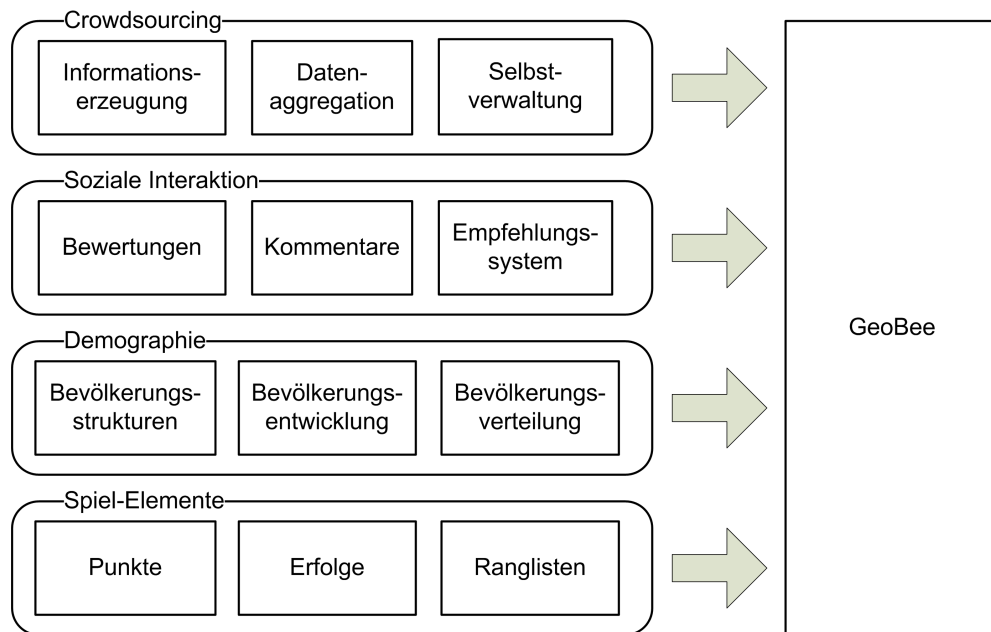 Crowdsourcing
Informations-
erzeugung
Daten-
aggregation
Selbst-
verwaltung
Soziale Interaktion
Bewertungen
Kommentare
Empfehlungs-
system
Demographie
Bevölkerungs-
strukturen
Bevölkerungs-
entwicklung
Bevölkerungs-
verteilung
Spiel-Elemente
Punkte
Erfolge
Ranglisten
GeoBee